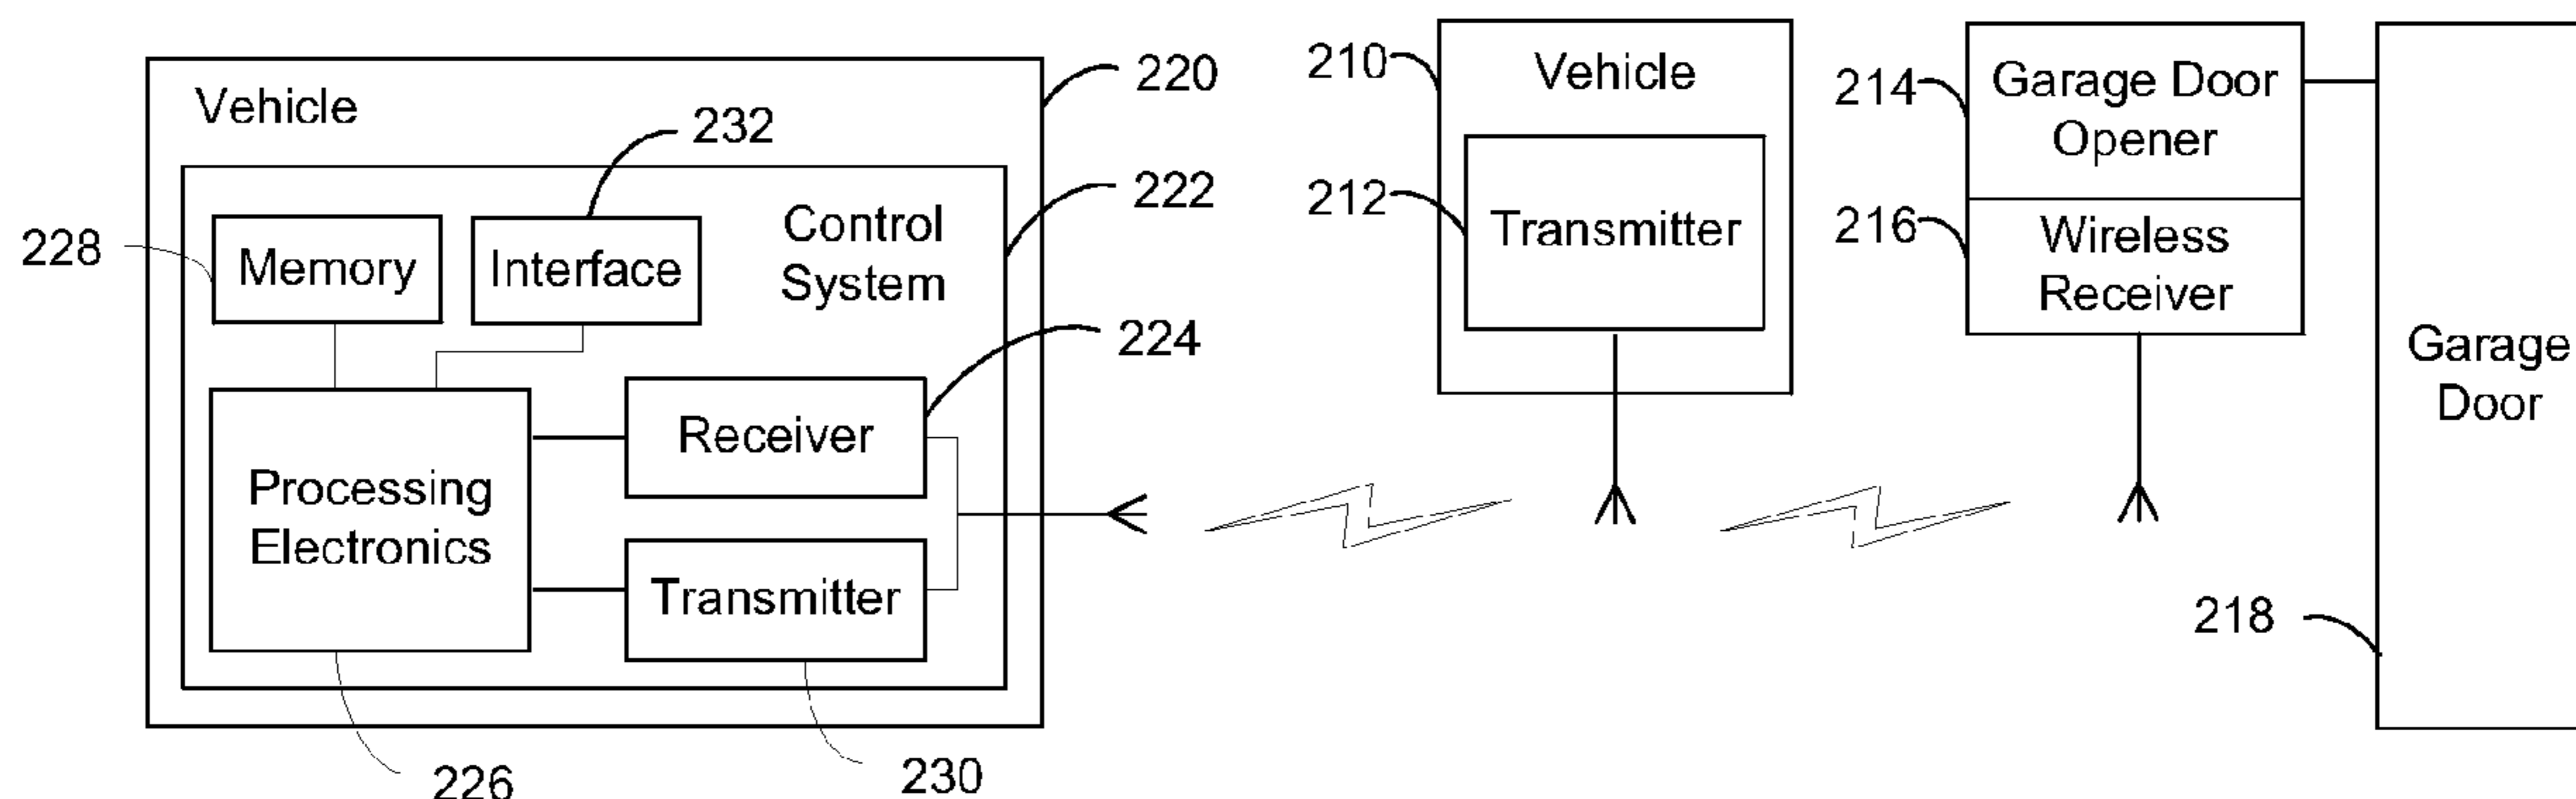 Vehicle
220
232
222
228
Memory
Interface
Control
System
224
Receiver
Processing
Electronics
Transmitter
226
230
210
Vehicle
212
Transmitter
214
Garage Door
Opener
216
Wireless
Receiver
Garage
Door
218